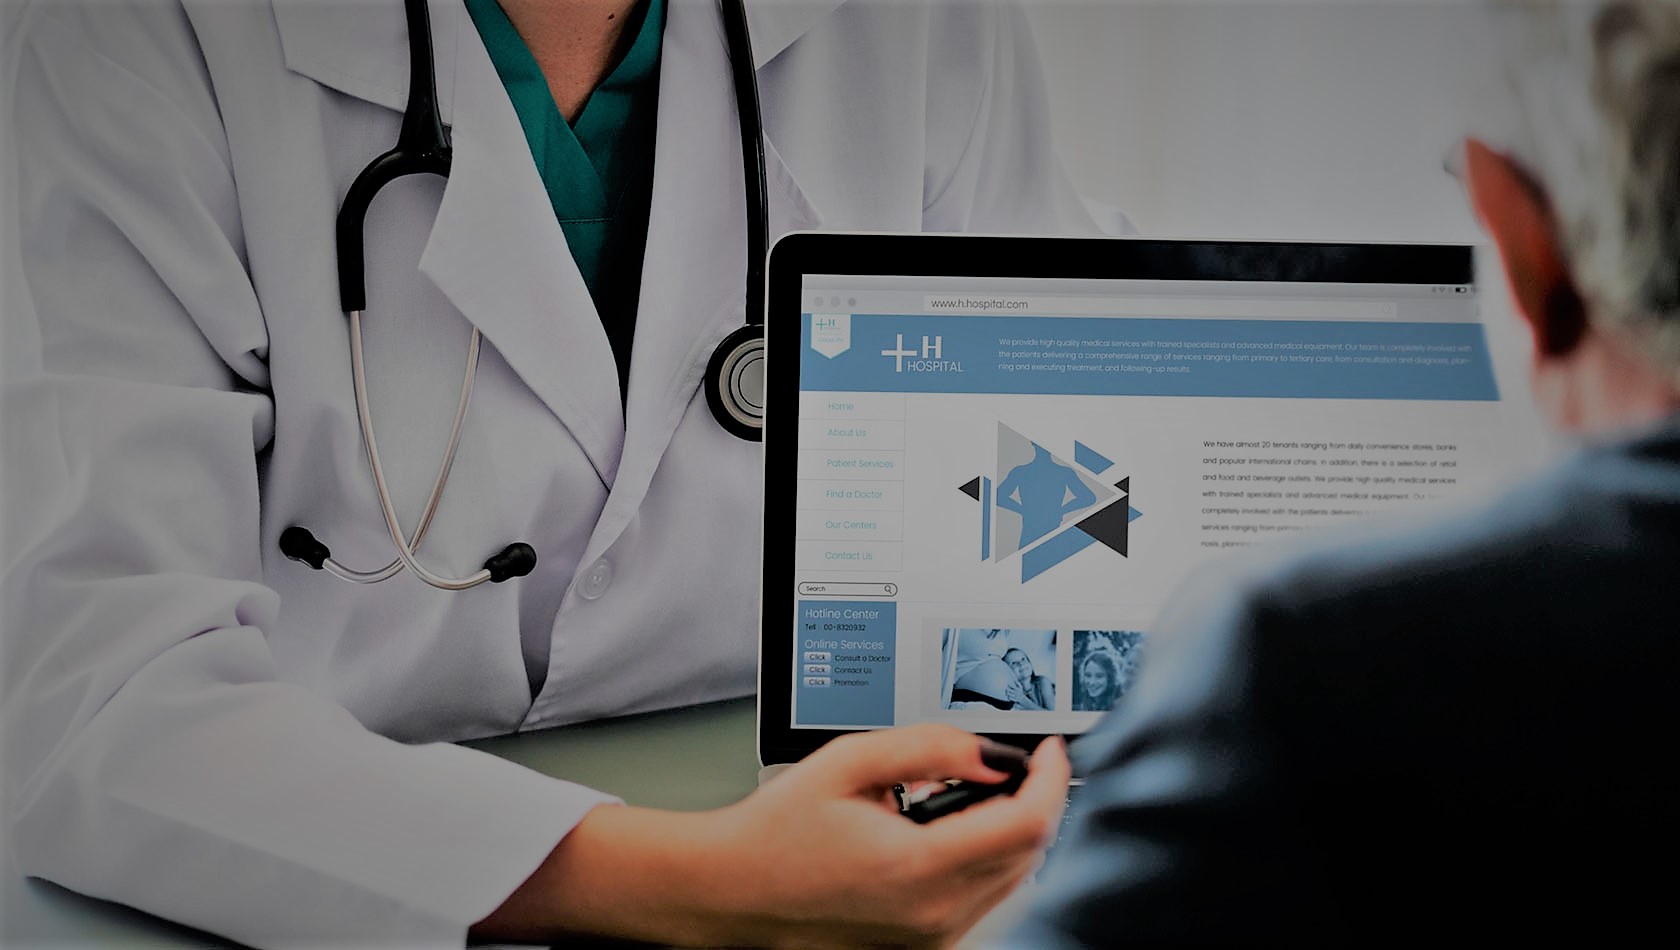 www.h.hospital.com
H
H
HOSPITAL
We provide high quality medical services with trained specialists and advanced medical equipment. Our team is completely involved with
the patients delivering a comprehensive range of services ranging from primary to tertiary care, from consultation and diagnosis, plan-
ning and executing treatment, and following-up results.
Home
About Us
Patient Services
Find a Doctor
Our Centers
Contact Us
Search
Hotline Center
Tell : 00-8320932
Online Services
Click Consult a Doctor
Click Contact Us
Click Promotion
We have almost 20 tenants ranging from daily convenience stores, banks
and popular international chains. In addition, there is a selection of retail
and food and beverage outlets. We provide high quality medical services
with trained specialists and advanced medical equipment. Our
completely involved with the patients delivering
services ranging from primary
nosis, planning